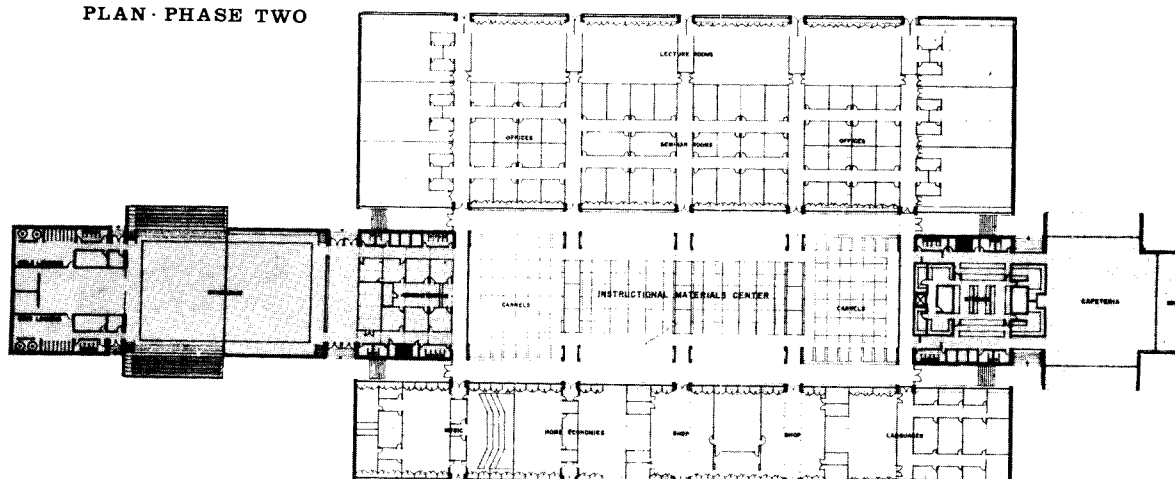 PLAN · PHASE TWO
LECTURE ROOMS
OFFICES
SEMINAR ROOMS
OFFICES
CARRELS
INSTRUCTIONAL MATERIALS CENTER
CARRELS
CAFETERIA
MUSIC
HOME ECONOMICS
SHOP
SHOP
LANGUAGES